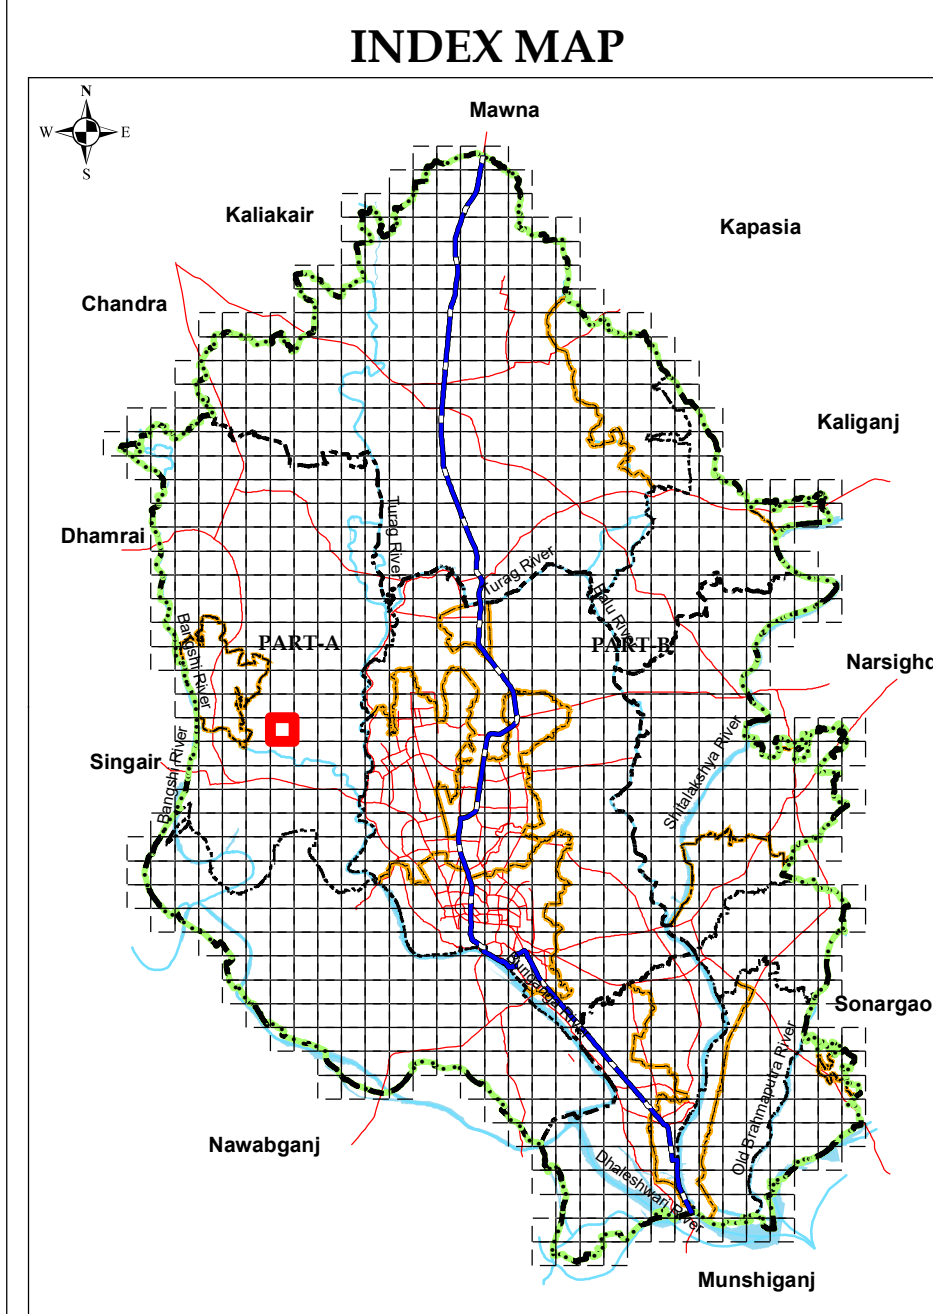 INDEX MAP
N
W E
S
Mawna
Kaliakair
Kapasia
Chandra
Kaliganj
Dhamrai
Turag River
Turag River
Balu River
Bangshi River
PART-A
PART-B
Narsighd
Singair
Bangshi River
Shitalakshya River
Buriganga River
Sonargao
Old Brahmaputra River
Nawabganj
Dhaleshwari River
Munshiganj